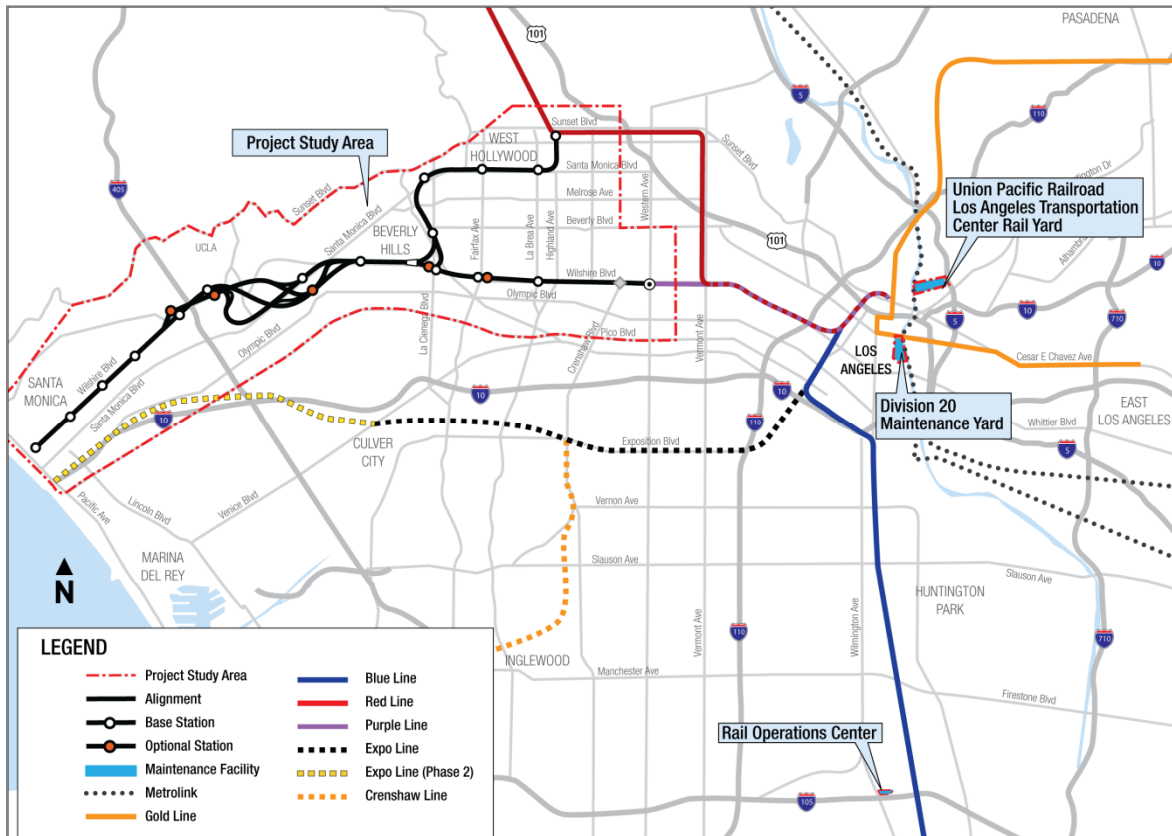 PASADENA
101
5
110
Project Study Area
WEST
HOLLYWOOD
Sunset Blvd
Sunset Blvd
Santa Monica Blvd
Melrose Ave
Beverly Blvd
405
Sunset Blvd
UCLA
Santa Monica Blvd
BEVERLY
HILLS
Fairfax Ave
La Brea Ave
Highland Ave
Western Ave
101
Union Pacific Railroad
Los Angeles Transportation
Center Rail Yard
10
Wilshire Blvd
Olympic Blvd
Olympic Blvd
La Cienega Blvd
Crenshaw Blvd
Pico Blvd
Vermont Ave
5
10
710
LOS
ANGELES
Cesar E Chavez Ave
SANTA
MONICA
Wilshire Blvd
Santa Monica Blvd
10
10
10
110
Division 20
Maintenance Yard
EAST
LOS ANGELES
Whittier Blvd
5
CULVER
CITY
Exposition Blvd
Pacific Ave
Lincoln Blvd
Venice Blvd
Vernon Ave
MARINA
DEL REY
Slauson Ave
Slauson Ave
N
HUNTINGTON
PARK
Vermont Ave
110
Wilmington Ave
710
INGLEWOOD
Manchester Ave
Firestone Blvd
Rail Operations Center
105
LEGEND
Project Study Area
Alignment
Base Station
Optional Station
Maintenance Facility
Metrolink
Gold Line
Blue Line
Red Line
Purple Line
Expo Line
Expo Line (Phase 2)
Crenshaw Line